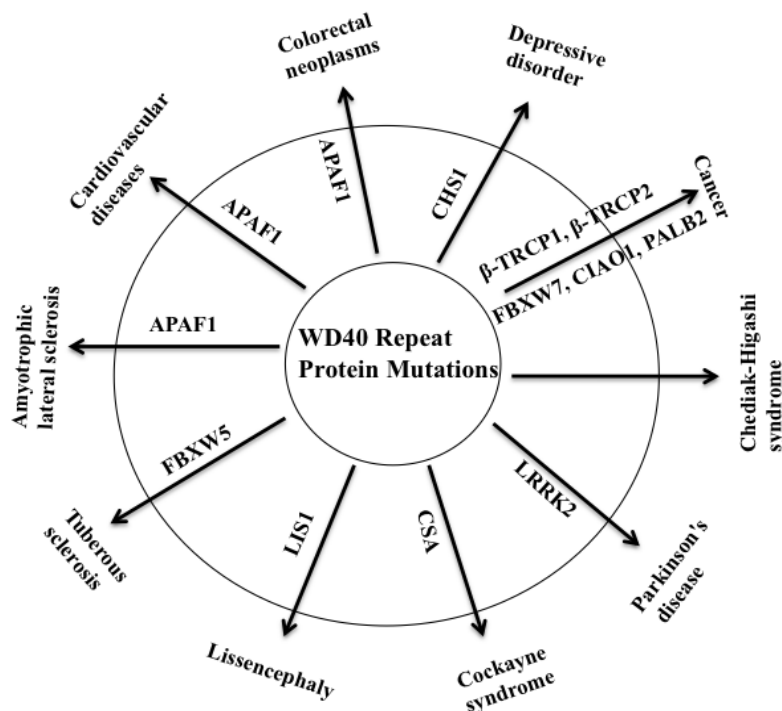 WD40 Repeat
Protein Mutations
Colorectal
neoplasms
APAF1
Depressive
disorder
CHS1
Cancer
β-TRCP1, β-TRCP2
FBXW7, CIAO1, PALB2
Chediak-Higashi
syndrome
LRRK2
Parkinson's
disease
CSA
Cockayne
syndrome
LIS1
Lissencephaly
FBXW5
Tuberous
sclerosis
APAF1
Amyotrophic
lateral sclerosis
APAF1
Cardiovascular
diseases